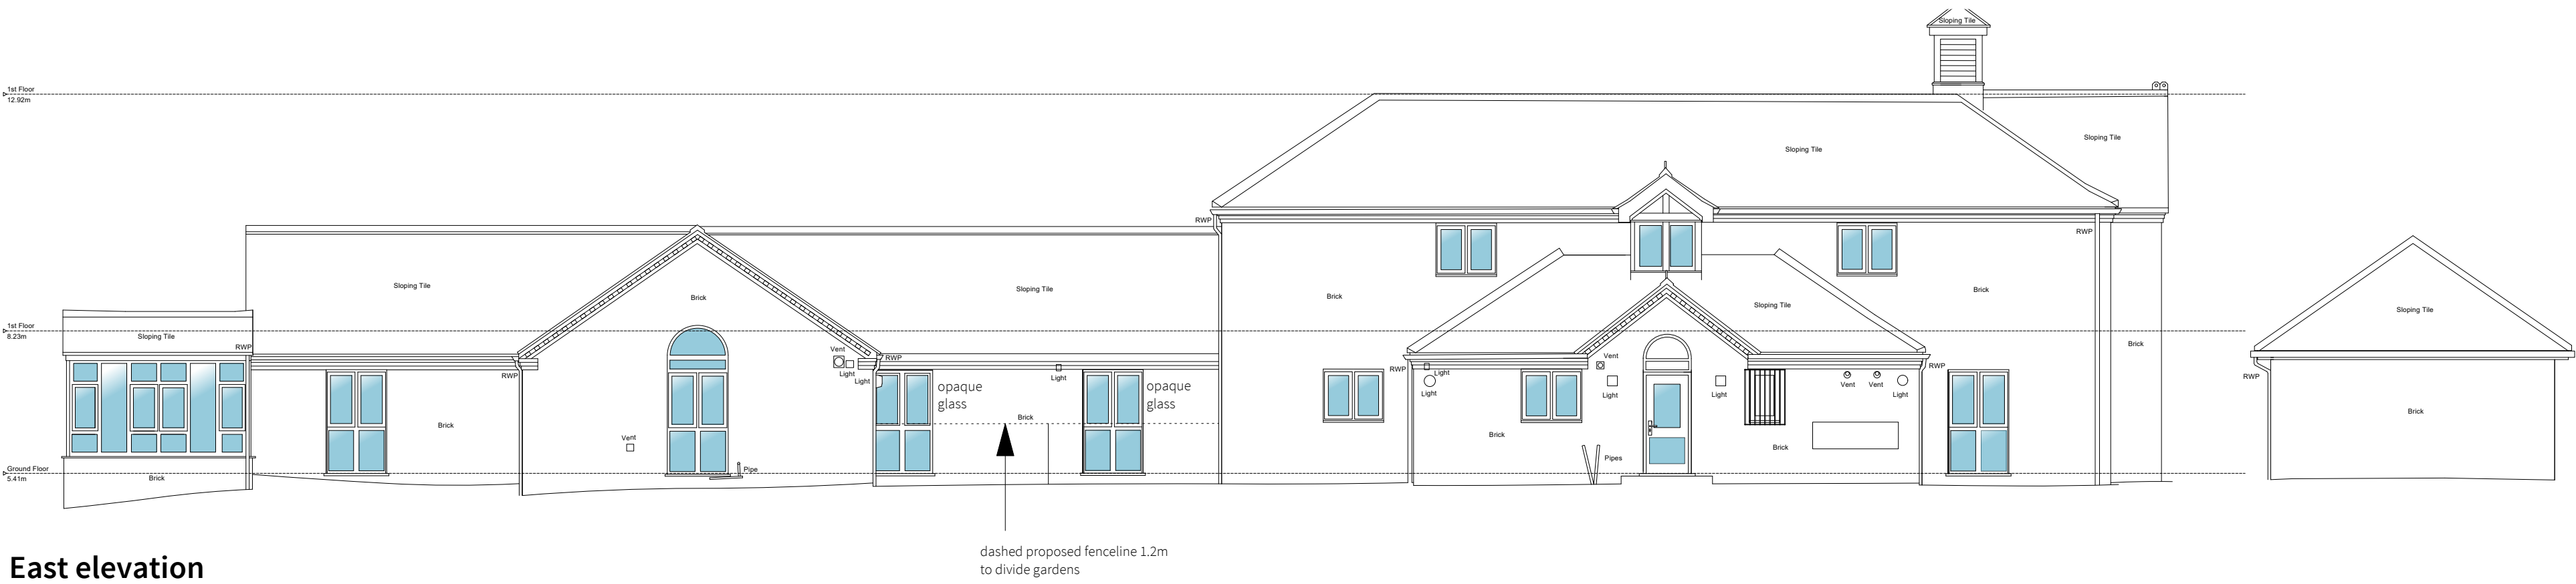 Sloping Tile
1st Floor
12.92m
Sloping Tile
Sloping Tile
RWP
RWP
Sloping Tile
Sloping Tile
Brick
Brick
Brick
Sloping Tile
Sloping Tile
1st Floor
8.23m
Sloping Tile
RWP
Brick
Vent
RWP
Light
Light
RWP
Light
opaque
glass
opaque
glass
Brick
Brick
Vent
Pipe
RWP
Light
Light
Vent
Light
Light
Vent
Vent
Light
RWP
RWP
Brick
Brick
Brick
Pipes
Ground Floor
5.41m
Brick
dashed proposed fenceline 1.2m
to divide gardens
East elevation